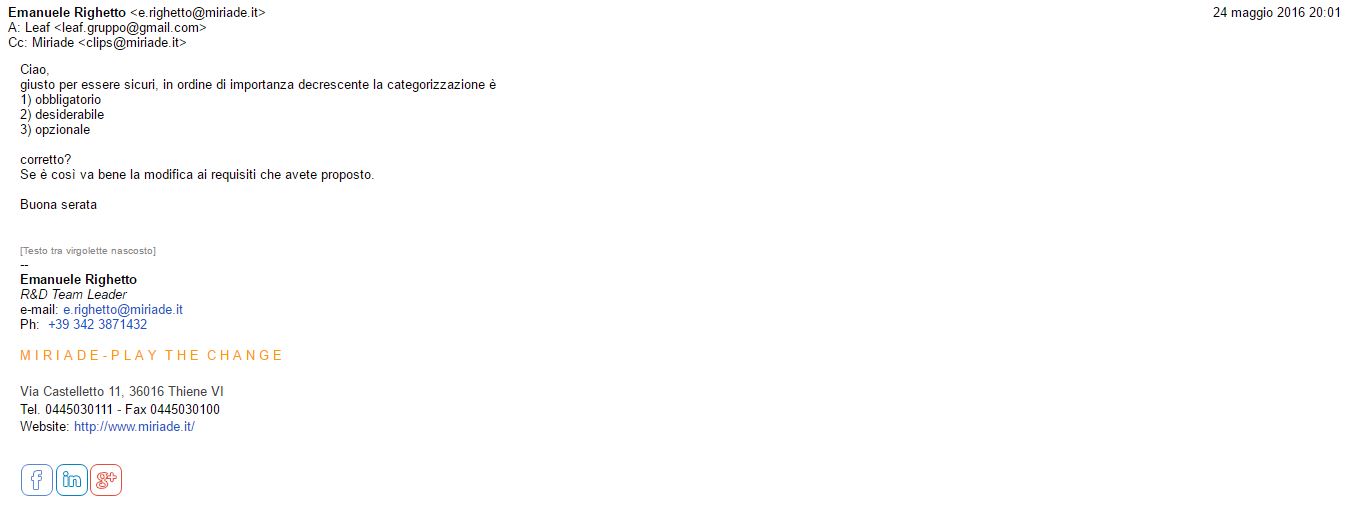 Emanuele Righetto <e.righetto@miriade.it> 24 maggio 2016 20:01
A: Leaf <leaf.gruppo@gmail.com>
Cc: Miriade <clips@miriade.it>
Ciao,
giusto per essere sicuri, in ordine di importanza decrescente la categorizzazione è
1) obbligatorio
2) desiderabile
3) opzionale
corretto?
Se è così va bene la modifica ai requisiti che avete proposto.
Buona serata
[Testo tra virgolette nascosto]
--
Emanuele Righetto
R&D Team Leader
e-mail: e.righetto@miriade.it
Ph: +39 342 3871432
MIRIADE-PLAY THE CHANGE
Via Castelletto 11, 36016 Thiene VI
Tel. 0445030111 - Fax 0445030100
Website: http://www.miriade.it/
f in g+